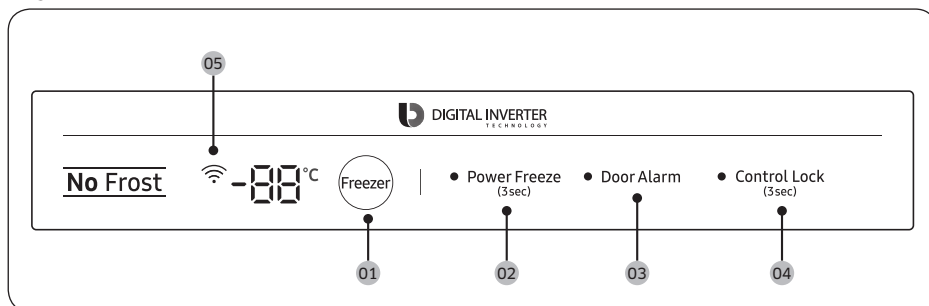 05
DIGITAL INVERTER
TECHNOLOGY
No Frost
-88°C
Freezer
Power Freeze
(3sec)
Door Alarm
Control Lock
(3sec)
01
02
03
04